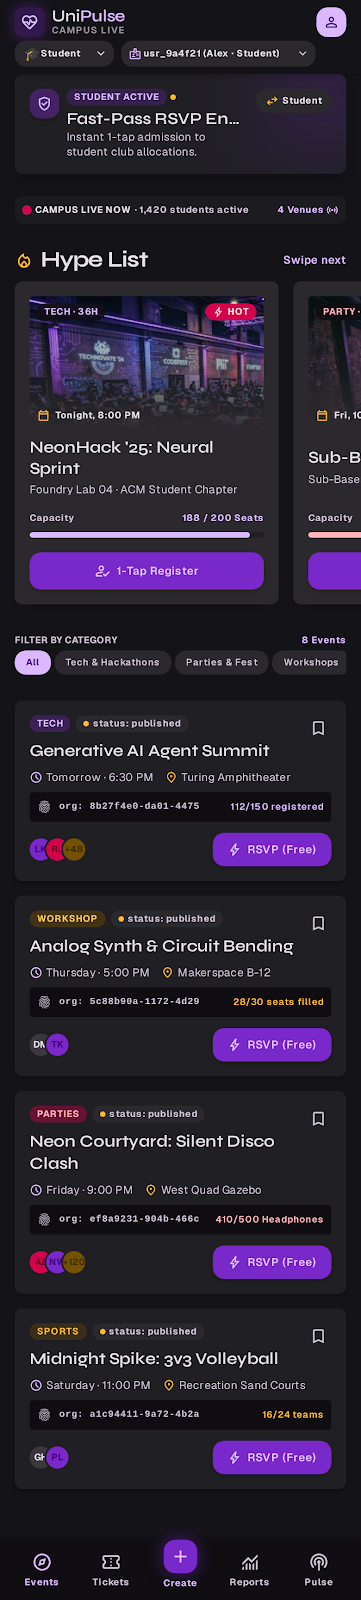 UniPulse
CAMPUS LIVE
Student
usr_9a4f21 (Alex · Student)
STUDENT ACTIVE
Fast-Pass RSVP En...
Student
Instant 1-tap admission to
student club allocations.
CAMPUS LIVE NOW · 1,420 students active
4 Venues
Hype List
Swipe next
TECH · 36H
HOT
TECHNOVATE '24
CODEFEST
MIT
Tonight, 8:00 PM
NeonHack '25: Neural
Sprint
Foundry Lab 04 · ACM Student Chapter
Capacity
188 / 200 Seats
1-Tap Register
PARTY ·
Fri, 10
Sub-B
Sub-Base
Capacity
FILTER BY CATEGORY
8 Events
All
Tech & Hackathons
Parties & Fest
Workshops
TECH
status: published
Generative AI Agent Summit
Tomorrow · 6:30 PM
Turing Amphitheater
org: 8b27f4e0-da01-4475
112/150 registered
+48
RSVP (Free)
WORKSHOP
status: published
Analog Synth & Circuit Bending
Thursday · 5:00 PM
Makerspace B-12
org: 5c88b90a-1172-4d29
28/30 seats filled
TK
RSVP (Free)
PARTIES
status: published
Neon Courtyard: Silent Disco
Clash
Friday · 9:00 PM
West Quad Gazebo
org: ef8a9231-904b-466c
410/500 Headphones
+120
RSVP (Free)
SPORTS
status: published
Midnight Spike: 3v3 Volleyball
Saturday · 11:00 PM
Recreation Sand Courts
org: a1c94411-9a72-4b2a
16/24 teams
PL
RSVP (Free)
Events
Tickets
Create
Reports
Pulse